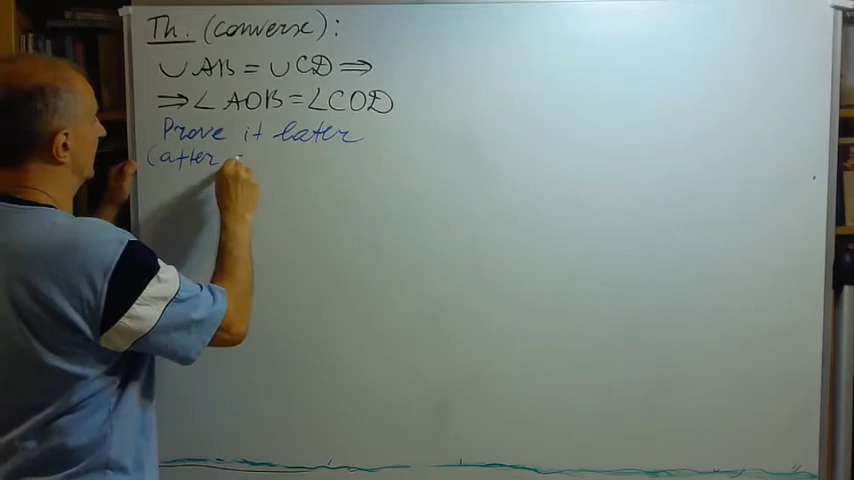 Th. (converse):
∪AB = ∪CD ⇒
⇒ ∠AOB = ∠COD
Prove it later
(after